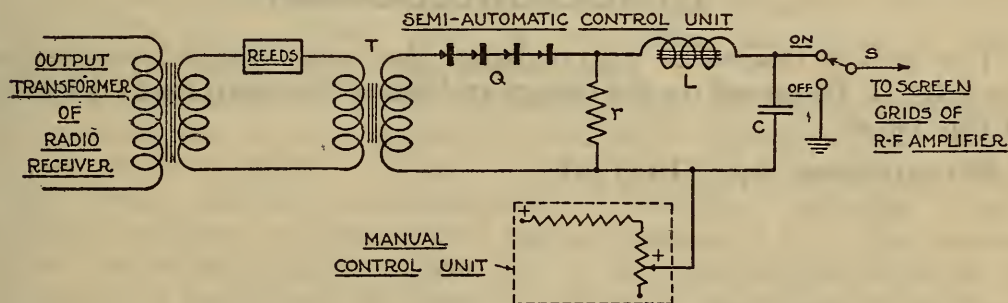 SEMI-AUTOMATIC CONTROL UNIT
OUTPUT
TRANSFORMER
OF
RADIO
RECEIVER
REEDS
T
Q
r
L
C
ON
OFF
S
TO SCREEN
GRIDS OF
R-F AMPLIFIER
MANUAL
CONTROL UNIT
+
+